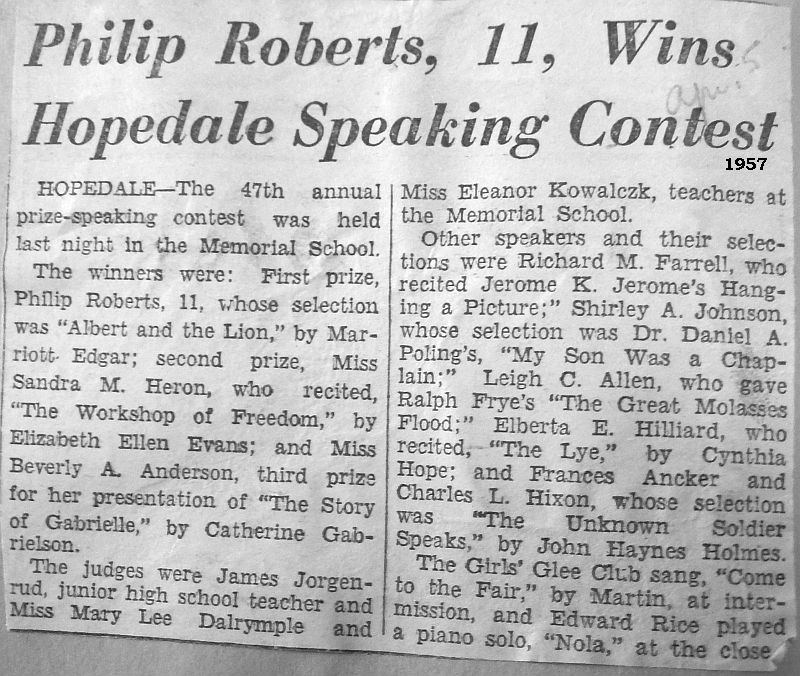 Philip Roberts, 11, Wins
Hopedale Speaking Contest
apr. 5
1957
HOPEDALE—The 47th annual
prize-speaking contest was held
last night in the Memorial School.
The winners were: First prize,
Philip Roberts, 11, whose selection
was "Albert and the Lion," by Mar-
riott Edgar; second prize, Miss
Sandra M. Heron, who recited,
"The Workshop of Freedom," by
Elizabeth Ellen Evans; and Miss
Beverly A. Anderson, third prize
for her presentation of "The Story
of Gabrielle," by Catherine Gab-
rielson.
The judges were James Jorgen-
rud, junior high school teacher and
Miss Mary Lee Dalrymple and
Miss Eleanor Kowalczk, teachers at
the Memorial School.
Other speakers and their selec-
tions were Richard M. Farrell, who
recited Jerome K. Jerome's Hang-
ing a Picture;" Shirley A. Johnson,
whose selection was Dr. Daniel A.
Poling's, "My Son Was a Chap-
lain;" Leigh C. Allen, who gave
Ralph Frye's "The Great Molasses
Flood;" Elberta E. Hilliard, who
recited, "The Lye," by Cynthia
Hope; and Frances Ancker and
Charles L. Hixon, whose selection
was "The Unknown Soldier
Speaks," by John Haynes Holmes.
The Girls' Glee Club sang, "Come
to the Fair," by Martin, at inter-
mission, and Edward Rice played
a piano solo, "Nola," at the close